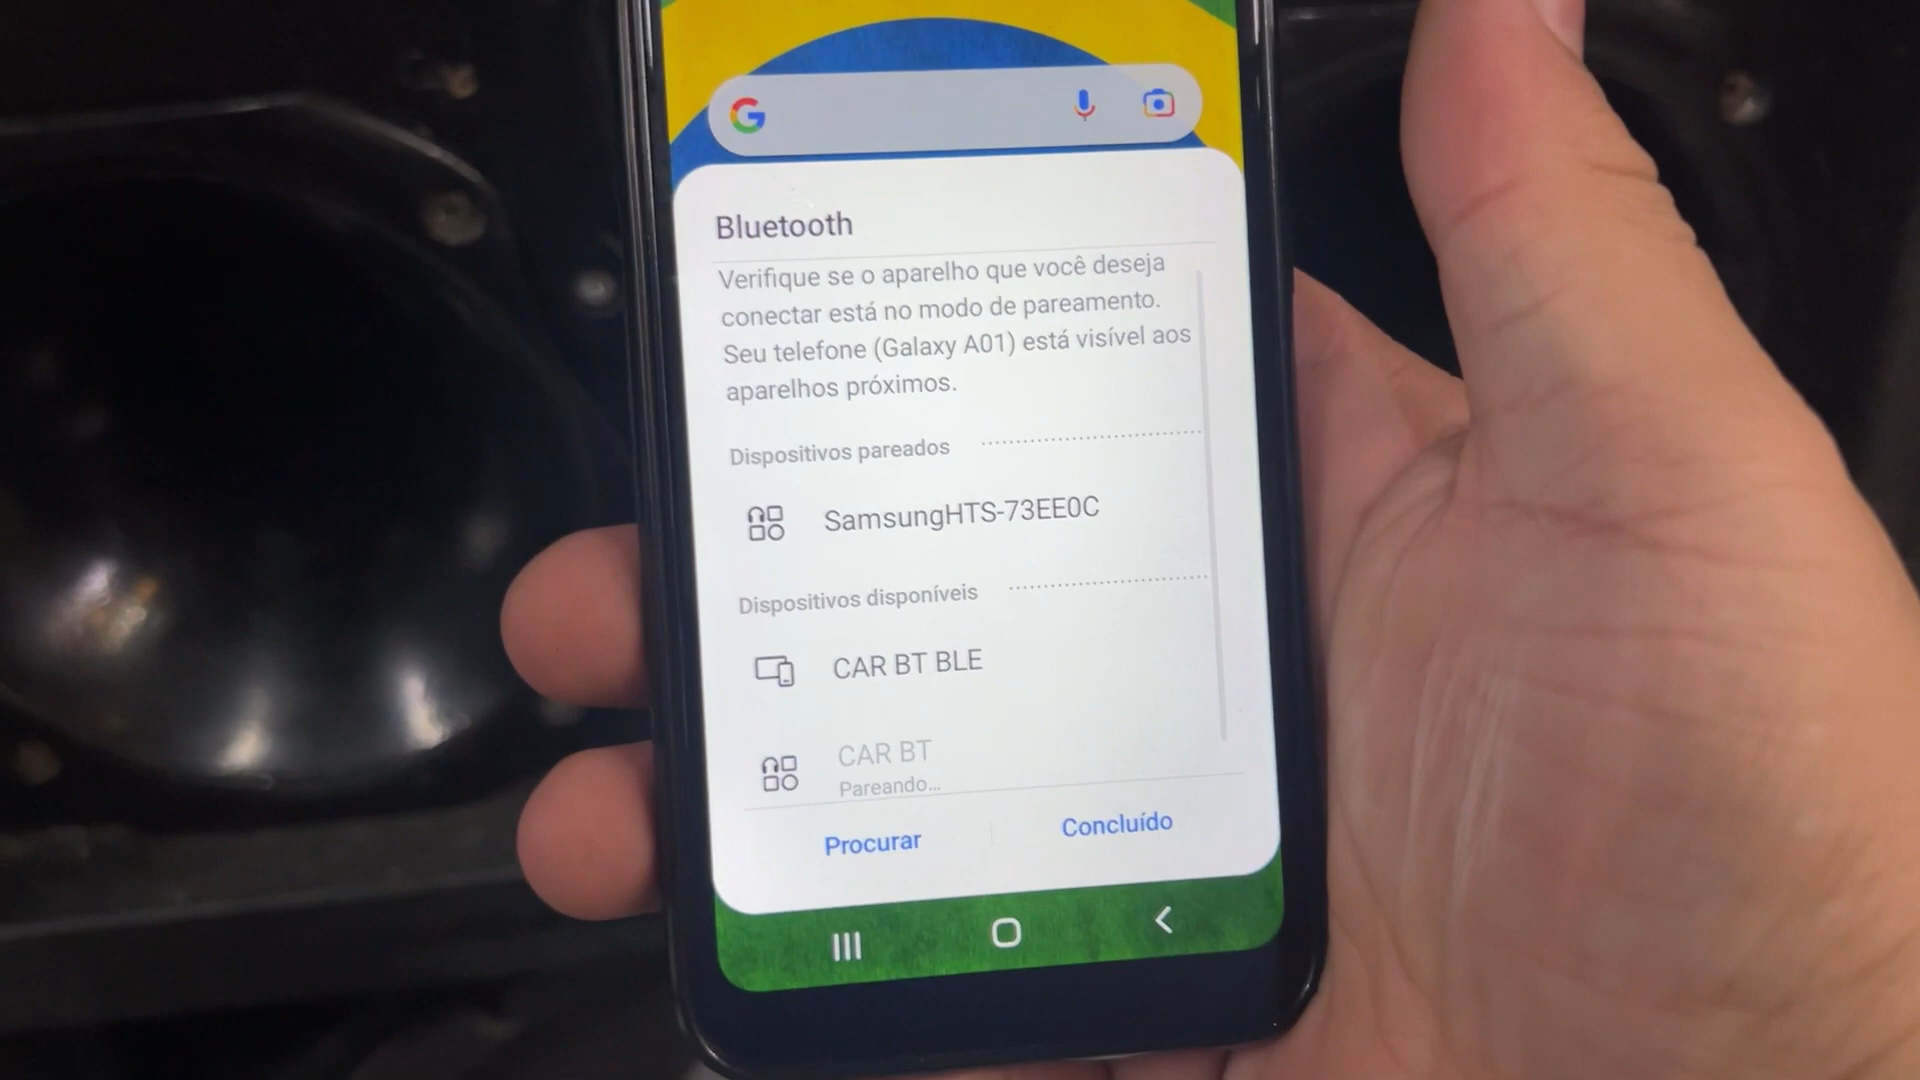 Bluetooth
Verifique se o aparelho que você deseja
conectar está no modo de pareamento.
Seu telefone (Galaxy A01) está visível aos
aparelhos próximos.
Dispositivos pareados
SamsungHTS-73EE0C
Dispositivos disponíveis
CAR BT BLE
CAR BT
Pareando...
Procurar
Concluído